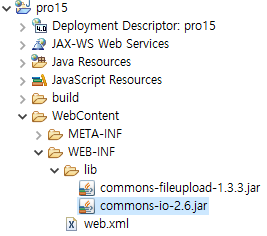 pro15
Deployment Descriptor: pro15
JAX-WS Web Services
Java Resources
JavaScript Resources
build
WebContent
META-INF
WEB-INF
lib
commons-fileupload-1.3.3.jar
commons-io-2.6.jar
web.xml